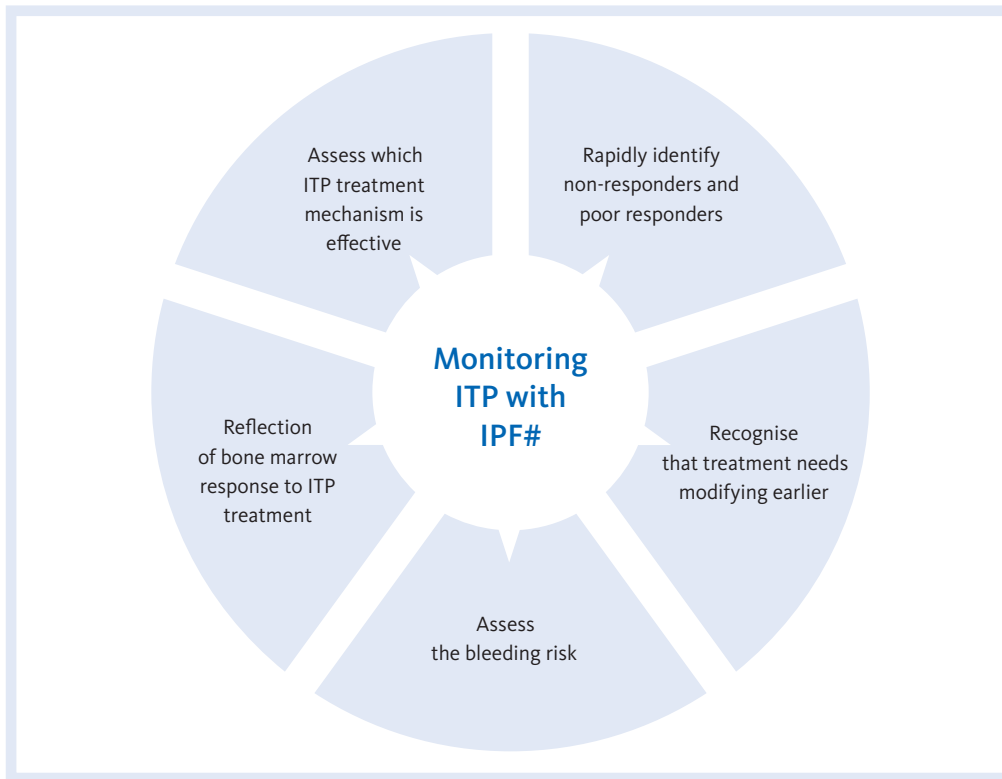 Assess which
ITP treatment
mechanism is
effective
Rapidly identify
non-responders and
poor responders
Monitoring
ITP with
IPF#
Reflection
of bone marrow
response to ITP
treatment
Recognise
that treatment needs
modifying earlier
Assess
the bleeding risk